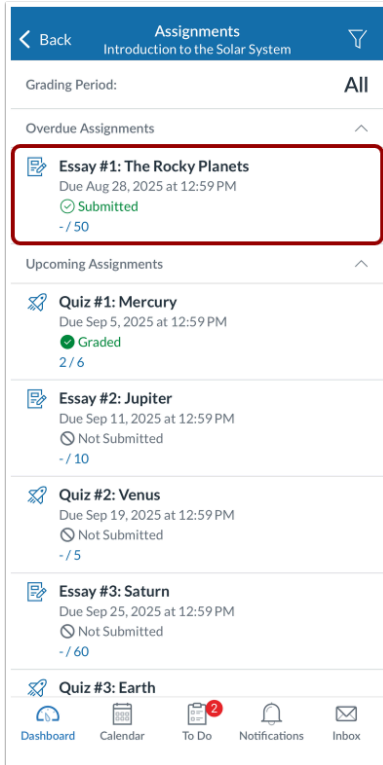 Back
Assignments
Introduction to the Solar System
Grading Period:
All
Overdue Assignments
Essay #1: The Rocky Planets
Due Aug 28, 2025 at 12:59 PM
Submitted
- / 50
Upcoming Assignments
Quiz #1: Mercury
Due Sep 5, 2025 at 12:59 PM
Graded
2 / 6
Essay #2: Jupiter
Due Sep 11, 2025 at 12:59 PM
Not Submitted
- / 10
Quiz #2: Venus
Due Sep 19, 2025 at 12:59 PM
Not Submitted
- / 5
Essay #3: Saturn
Due Sep 25, 2025 at 12:59 PM
Not Submitted
- / 60
Quiz #3: Earth
2
Dashboard Calendar To Do Notifications Inbox